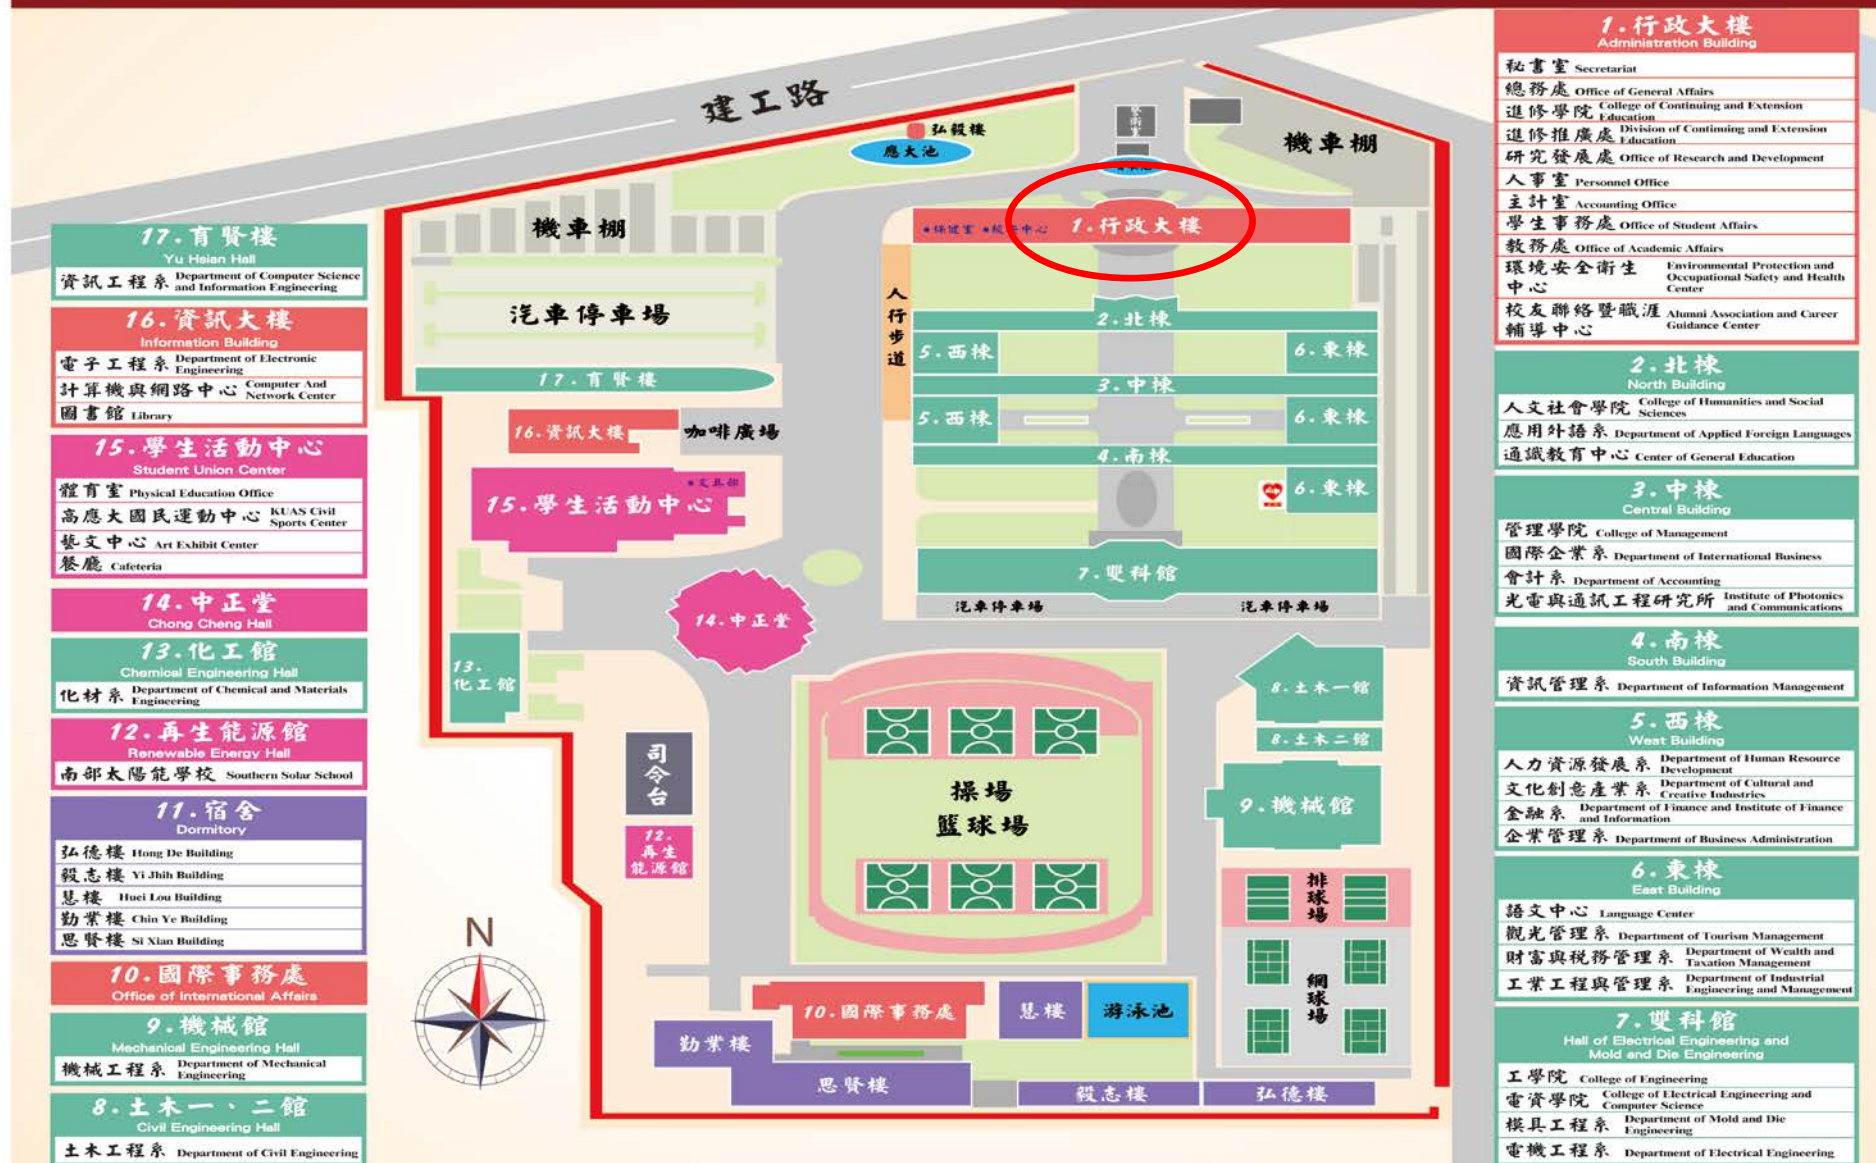 建工路
弘毅樓
應大池
警衛室
機車棚
機車棚
1.行政大樓
汽車停車場
人行步道
2.北棟
5.西棟
6.東棟
17.育賢樓
3.中棟
16.資訊大樓
咖啡廣場
5.西棟
6.東棟
4.南棟
文具部
15.學生活動中心
6.東棟
7.雙科館
汽車停車場
汽車停車場
14.中正堂
13.
化工館
8.土木一館
8.土木二館
司令台
操場
籃球場
9.機械館
12.
再生
能源館
排球場
網球場
N
10.國際事務處
慧樓
游泳池
勤業樓
思賢樓
毅志樓
弘德樓
17.育賢樓
Yu Hsian Hall
資訊工程系 Department of Computer Science
and Information Engineering
16.資訊大樓
Information Building
電子工程系 Department of Electronic
Engineering
計算機與網路中心 Computer And
Network Center
圖書館 Library
15.學生活動中心
Student Union Center
體育室 Physical Education Office
高應大國民運動中心 KUAS Civil
Sports Center
藝文中心 Art Exhibit Center
餐廳 Cafeteria
14.中正堂
Chong Cheng Hall
13.化工館
Chemical Engineering Hall
化材系 Department of Chemical and Materials
Engineering
12.再生能源館
Renewable Energy Hall
南部太陽能學校 Southern Solar School
11.宿舍
Dormitory
弘德樓 Hong De Building
毅志樓 Yi Jhih Building
慧樓 Huei Lou Building
勤業樓 Chin Ye Building
思賢樓 Si Xian Building
10.國際事務處
Office of International Affairs
9.機械館
Mechanical Engineering Hall
機械工程系 Department of Mechanical
Engineering
8.土木一、二館
Civil Engineering Hall
土木工程系 Department of Civil Engineering
1.行政大樓
Administration Building
秘書室 Secretariat
總務處 Office of General Affairs
進修學院 College of Continuing and Extension
Education
進修推廣處 Division of Continuing and Extension
Education
研究發展處 Office of Research and Development
人事室 Personnel Office
主計室 Accounting Office
學生事務處 Office of Student Affairs
教務處 Office of Academic Affairs
環境安全衛生中心 Environmental Protection and
Occupational Safety and Health
Center
校友聯絡暨職涯輔導中心 Alumni Association and Career
Guidance Center
2.北棟
North Building
人文社會學院 College of Humanities and Social
Sciences
應用外語系 Department of Applied Foreign Languages
通識教育中心 Center of General Education
3.中棟
Central Building
管理學院 College of Management
國際企業系 Department of International Business
會計系 Department of Accounting
光電與通訊工程研究所 Institute of Photonics
and Communications
4.南棟
South Building
資訊管理系 Department of Information Management
5.西棟
West Building
人力資源發展系 Department of Human Resource
Development
文化創意產業系 Department of Cultural and
Creative Industries
金融系 Department of Finance and Institute of Finance
and Information
企業管理系 Department of Business Administration
6.東棟
East Building
語文中心 Language Center
觀光管理系 Department of Tourism Management
財富與稅務管理系 Department of Wealth and
Taxation Management
工業工程與管理系 Department of Industrial
Engineering and Management
7.雙科館
Hall of Electrical Engineering and
Mold and Die Engineering
工學院 College of Engineering
電資學院 College of Electrical Engineering and
Computer Science
模具工程系 Department of Mold and Die
Engineering
電機工程系 Department of Electrical Engineering